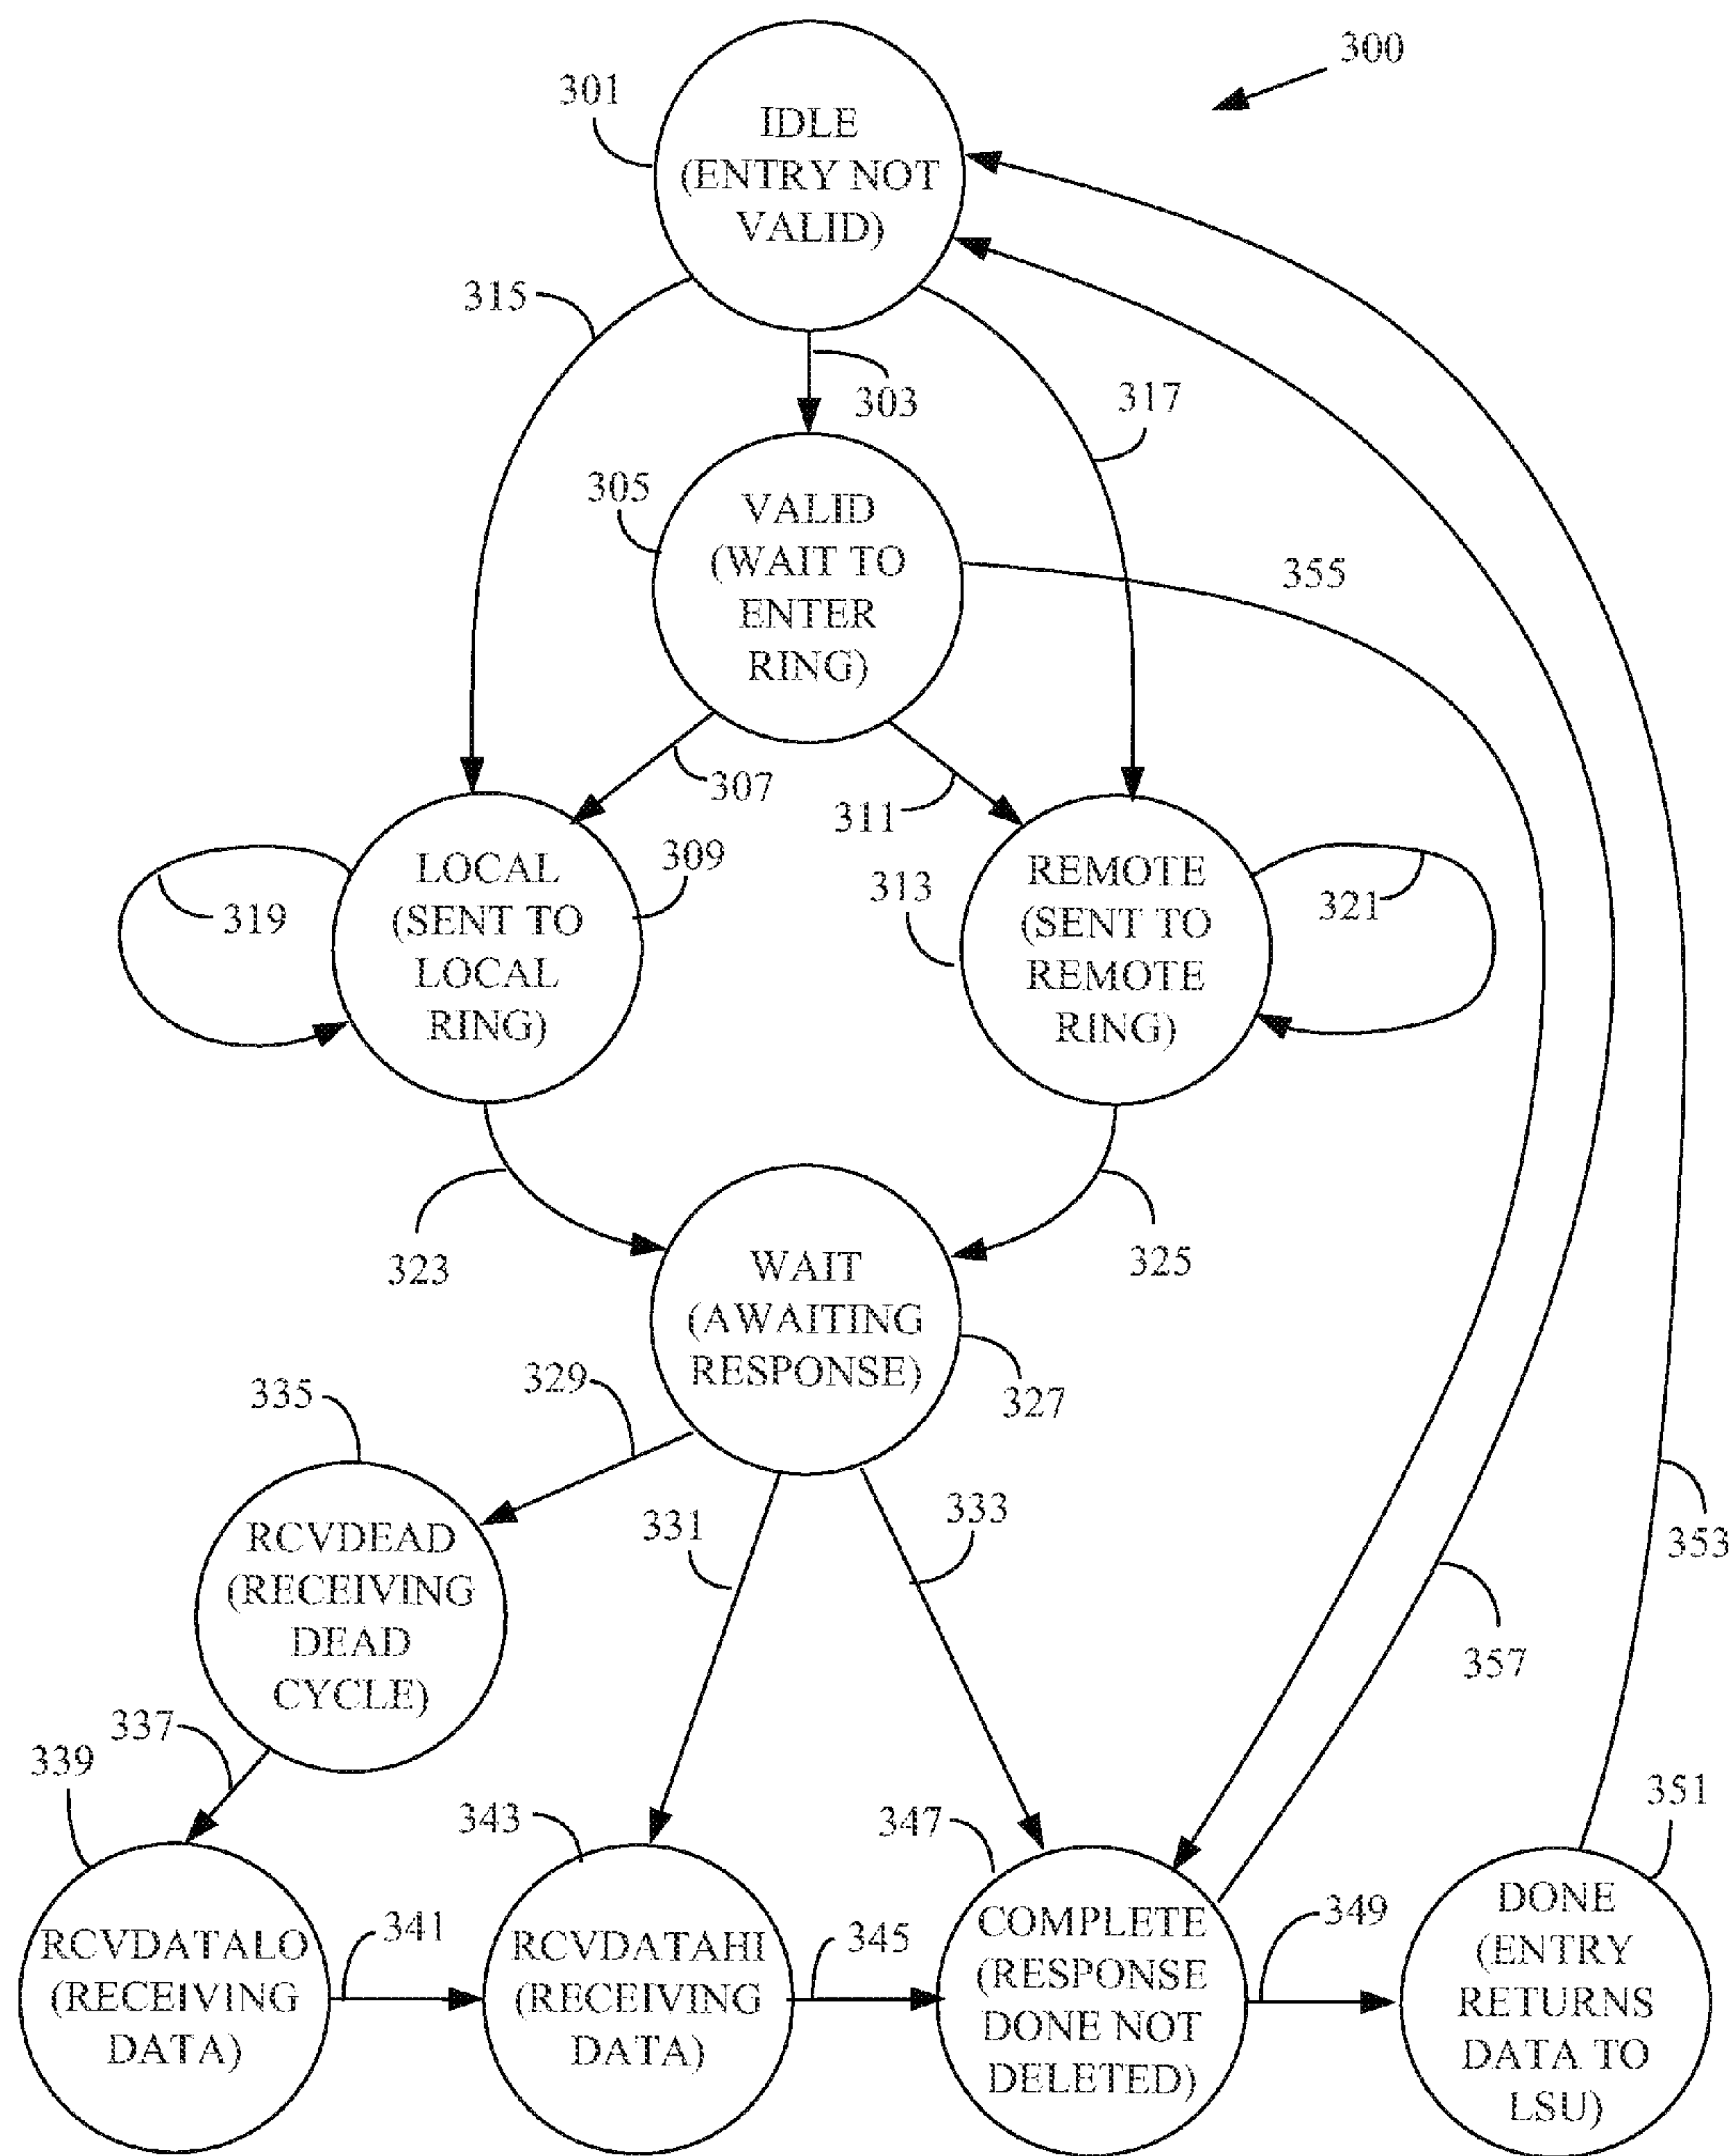 300
301
IDLE
(ENTRY NOT
VALID)
315
303
317
305
VALID
(WAIT TO
ENTER
RING)
355
307
311
309
LOCAL
(SENT TO
LOCAL
RING)
319
313
REMOTE
(SENT TO
REMOTE
RING)
321
323
325
WAIT
(AWAITING
RESPONSE)
327
329
335
RCVDEAD
(RECEIVING
DEAD
CYCLE)
331
333
353
357
337
339
343
347
351
RCVDATALO
(RECEIVING
DATA)
341
RCVDATAHI
(RECEIVING
DATA)
345
COMPLETE
(RESPONSE
DONE NOT
DELETED)
349
DONE
(ENTRY
RETURNS
DATA TO
LSU)